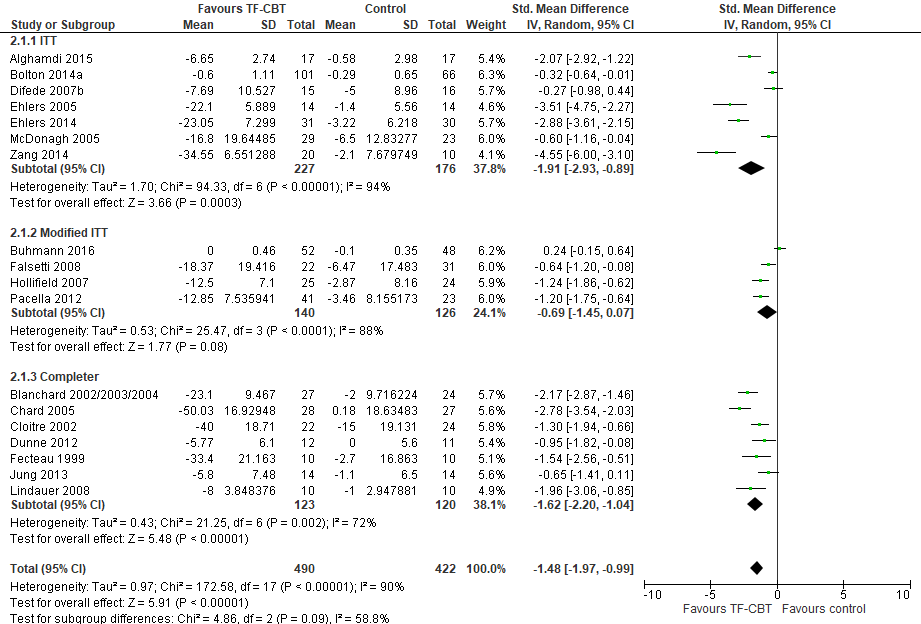 Favours TF-CBT Control Std. Mean Difference Std. Mean Difference
Study or Subgroup Mean SD Total Mean SD Total Weight IV, Random, 95% CI IV, Random, 95% CI
2.1.1 ITT
Alghamdi 2015 -6.65 2.74 17 -0.58 2.98 17 5.4% -2.07 [-2.92, -1.22]
Bolton 2014a -0.6 1.11 101 -0.29 0.65 66 6.3% -0.32 [-0.64, -0.01]
Difede 2007b -7.69 10.527 15 -5 8.96 16 5.7% -0.27 [-0.98, 0.44]
Ehlers 2005 -22.1 5.889 14 -1.4 5.56 14 4.6% -3.51 [-4.75, -2.27]
Ehlers 2014 -23.05 7.299 31 -22 6.218 30 5.7% -2.88 [-3.61, -2.15]
McDonagh 2005 -16.8 19.64485 29 -6.5 12.83277 23 6.0% -0.60 [-1.16, -0.04]
Zang 2014 -34.55 6.551288 20 -2.1 7.679749 10 4.1% -4.55 [-6.00, -3.10]
Subtotal (95% CI) 227 176 37.8% -1.91 [-2.93, -0.89]
Heterogeneity: Tau² = 1.70; Chi² = 94.33, df = 6 (P < 0.00001); I² = 94%
Test for overall effect: Z = 3.66 (P = 0.0003)
2.1.2 Modified ITT
Buhmann 2016 0 0.46 52 -0.1 0.35 48 6.2% 0.24 [-0.15, 0.64]
Falsetti 2008 -18.37 19.416 22 -6.47 17.483 31 6.0% -0.64 [-1.20, -0.08]
Hollifield 2007 -12.5 7.1 25 -2.87 8.16 24 5.9% -1.24 [-1.86, -0.62]
Pacella 2012 -12.85 7.535941 41 -3.46 8.155173 23 6.0% -1.20 [-1.75, -0.64]
Subtotal (95% CI) 140 126 24.1% -0.69 [-1.45, 0.07]
Heterogeneity: Tau² = 0.53; Chi² = 25.47, df = 3 (P < 0.0001); I² = 88%
Test for overall effect: Z = 1.77 (P = 0.08)
2.1.3 Completer
Blanchard 2002/2003/2004 -23.1 9.467 27 -2 9.716224 24 5.7% -2.17 [-2.87, -1.46]
Chard 2005 -50.03 16.92948 28 0.18 18.63483 27 5.6% -2.78 [-3.54, -2.03]
Cloitre 2002 -40 18.71 22 -15 19.131 24 5.8% -1.30 [-1.94, -0.66]
Dunne 2012 -5.77 6.1 12 0 5.6 11 5.4% -0.95 [-1.82, -0.08]
Fecteau 1999 -33.4 21.163 10 -2.7 16.863 10 5.1% -1.54 [-2.56, -0.51]
Jung 2013 -5.8 7.48 14 -1.1 6.5 14 5.6% -0.65 [-1.41, 0.11]
Lindauer 2008 -8 3.848376 10 -1 2.947881 10 4.9% -1.96 [-3.06, -0.85]
Subtotal (95% CI) 123 120 38.1% -1.62 [-2.20, -1.04]
Heterogeneity: Tau² = 0.43; Chi² = 21.25, df = 6 (P = 0.002); I² = 72%
Test for overall effect: Z = 5.48 (P < 0.00001)
Total (95% CI) 490 422 100.0% -1.48 [-1.97, -0.99]
Heterogeneity: Tau² = 0.97; Chi² = 172.58, df = 17 (P < 0.00001); I² = 90%
-10 -5 0 5 10
Test for overall effect: Z = 5.91 (P < 0.00001)
Favours TF-CBT Favours control
Test for subgroup differences: Chi² = 4.86, df = 2 (P = 0.09), I² = 58.8%